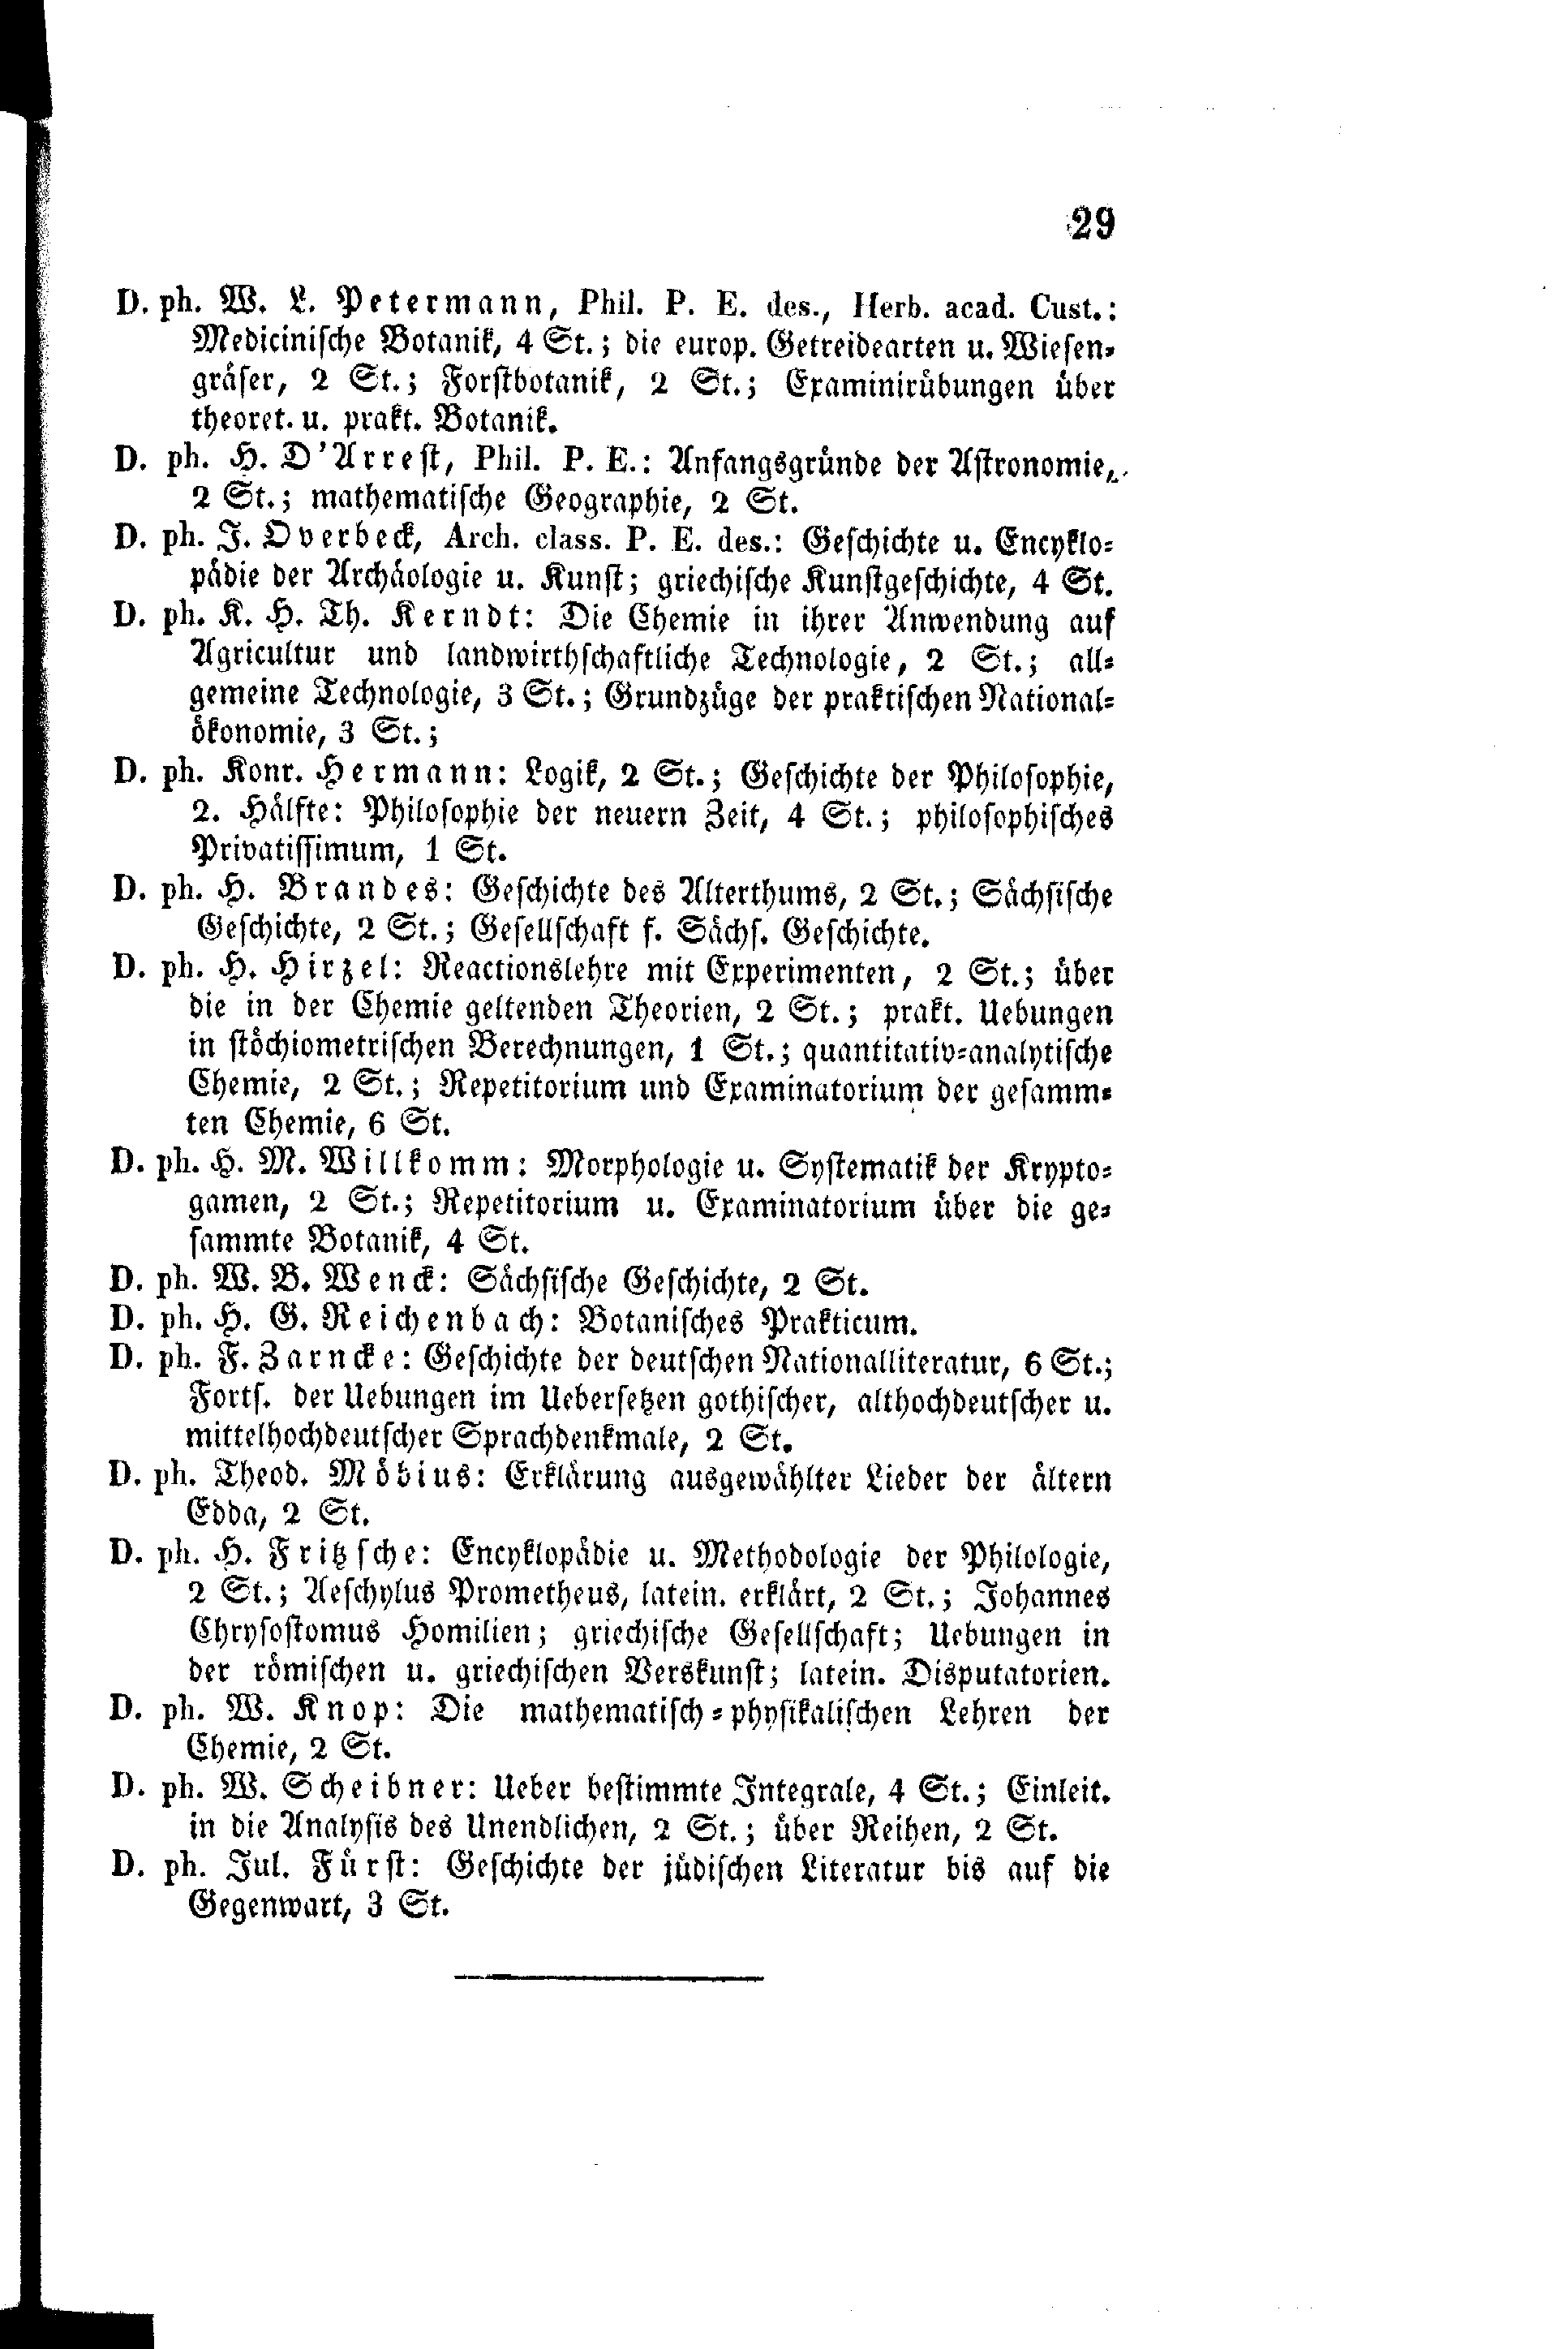 29
D. ph. W. L. Petermann, Phil. P. E. des., Herb. acad. Cust.:
Medicinische Botanik, 4 St.; die europ. Getreidearten u. Wiesen-
gräser, 2 St.; Forstbotanik, 2 St.; Examinirübungen über
theoret. u. prakt. Botanik.
D. ph. H. D'Arrest, Phil. P. E.: Anfangsgründe der Astronomie,
2 St.; mathematische Geographie, 2 St.
D. ph. J. Overbeck, Arch. class. P. E. des.: Geschichte u. Encyklo-
pädie der Archäologie u. Kunst; griechische Kunstgeschichte, 4 St.
D. ph. K. H. Th. Kerndt: Die Chemie in ihrer Anwendung auf
Agricultur und landwirthschaftliche Technologie, 2 St.; all-
gemeine Technologie, 3 St.; Grundzüge der praktischen National-
ökonomie, 3 St.;
D. ph. Konr. Hermann: Logik, 2 St.; Geschichte der Philosophie,
2. Hälfte: Philosophie der neuern Zeit, 4 St.; philosophisches
Privatissimum, 1 St.
D. ph. H. Brandes: Geschichte des Alterthums, 2 St.; Sächsische
Geschichte, 2 St.; Gesellschaft f. Sächs. Geschichte.
D. ph. H. Hirzel: Reactionslehre mit Experimenten, 2 St.; über
die in der Chemie geltenden Theorien, 2 St.; prakt. Uebungen
in stöchiometrischen Berechnungen, 1 St.; quantitativ-analytische
Chemie, 2 St.; Repetitorium und Examinatorium der gesamm-
ten Chemie, 6 St.
D. ph. H. M. Willkomm: Morphologie u. Systematik der Krypto-
gamen, 2 St.; Repetitorium u. Examinatorium über die ge-
sammte Botanik, 4 St.
D. ph. W. B. Wenck: Sächsische Geschichte, 2 St.
D. ph. H. G. Reichenbach: Botanisches Prakticum.
D. ph. F. Zarncke: Geschichte der deutschen Nationalliteratur, 6 St.;
Forts. der Uebungen im Uebersetzen gothischer, althochdeutscher u.
mittelhochdeutscher Sprachdenkmale, 2 St.
D. ph. Theod. Möbius: Erklärung ausgewählter Lieder der ältern
Edda, 2 St.
D. ph. H. Fritzsche: Encyklopädie u. Methodologie der Philologie,
2 St.; Aeschylus Prometheus, latein. erklärt, 2 St.; Johannes
Chrysostomus Homilien; griechische Gesellschaft; Uebungen in
der römischen u. griechischen Verskunst; latein. Disputatorien.
D. ph. W. Knop: Die mathematisch-physikalischen Lehren der
Chemie, 2 St.
D. ph. W. Scheibner: Ueber bestimmte Integrale, 4 St.; Einleit.
in die Analysis des Unendlichen, 2 St.; über Reihen, 2 St.
D. ph. Jul. Fürst: Geschichte der jüdischen Literatur bis auf die
Gegenwart, 3 St.